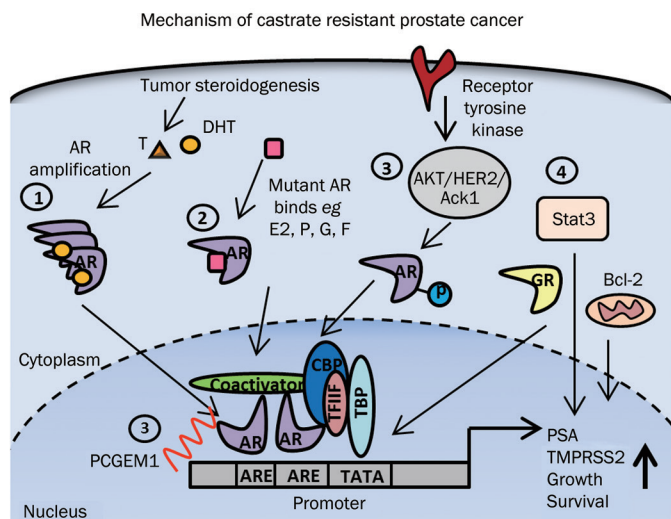 Mechanism of castrate resistant prostate cancer
Tumor steroidogenesis
T
DHT
Receptor
tyrosine
kinase
AR
amplification
1
2
Mutant AR
binds eg
E2, P, G, F
3
AKT/HER2/
Ack1
4
Stat3
AR
AR
AR
p
GR
Bcl-2
Cytoplasm
Coactivator
CBP
TFIIF
TBP
3
PCGEM1
AR
AR
ARE
ARE
TATA
Promoter
Nucleus
PSA
TMPRSS2
Growth
Survival